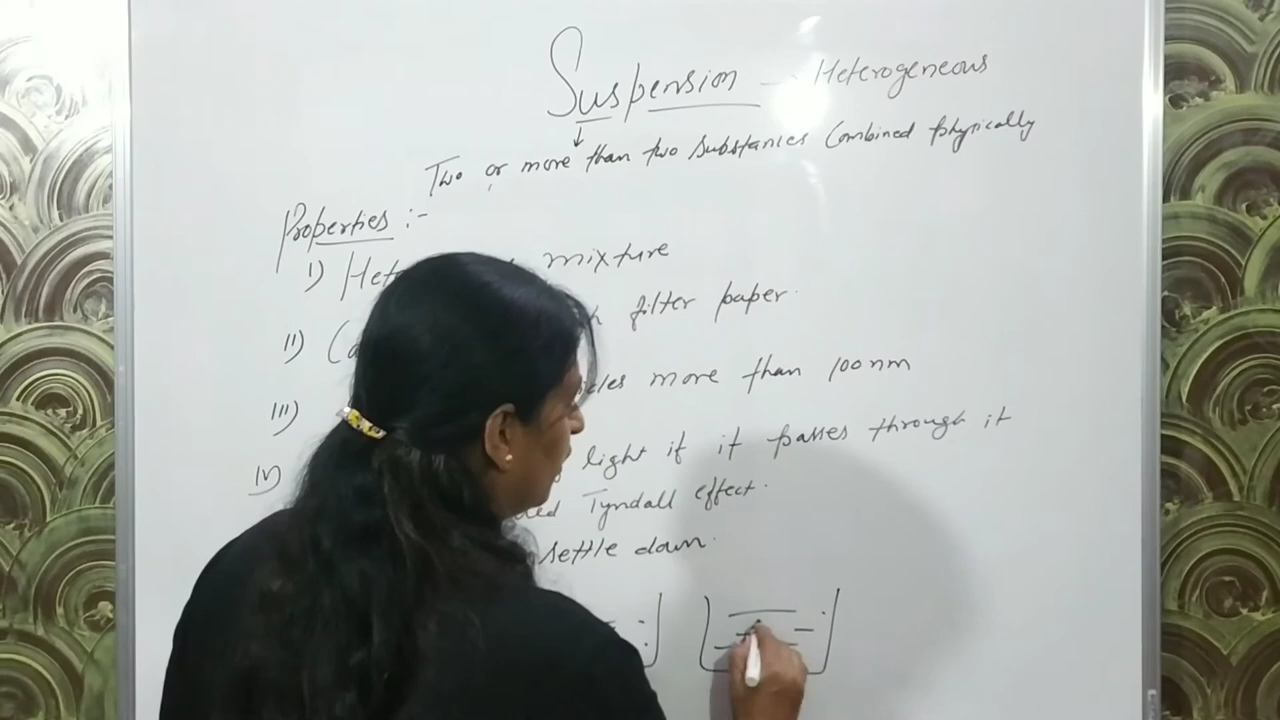 Suspension - Heterogeneous
Two or more than two substances Combined physically
Properties :-
I) mixture
II) filter paper.
III) more than 100nm
IV) light if it passes through it
Tyndall effect.
settle down.